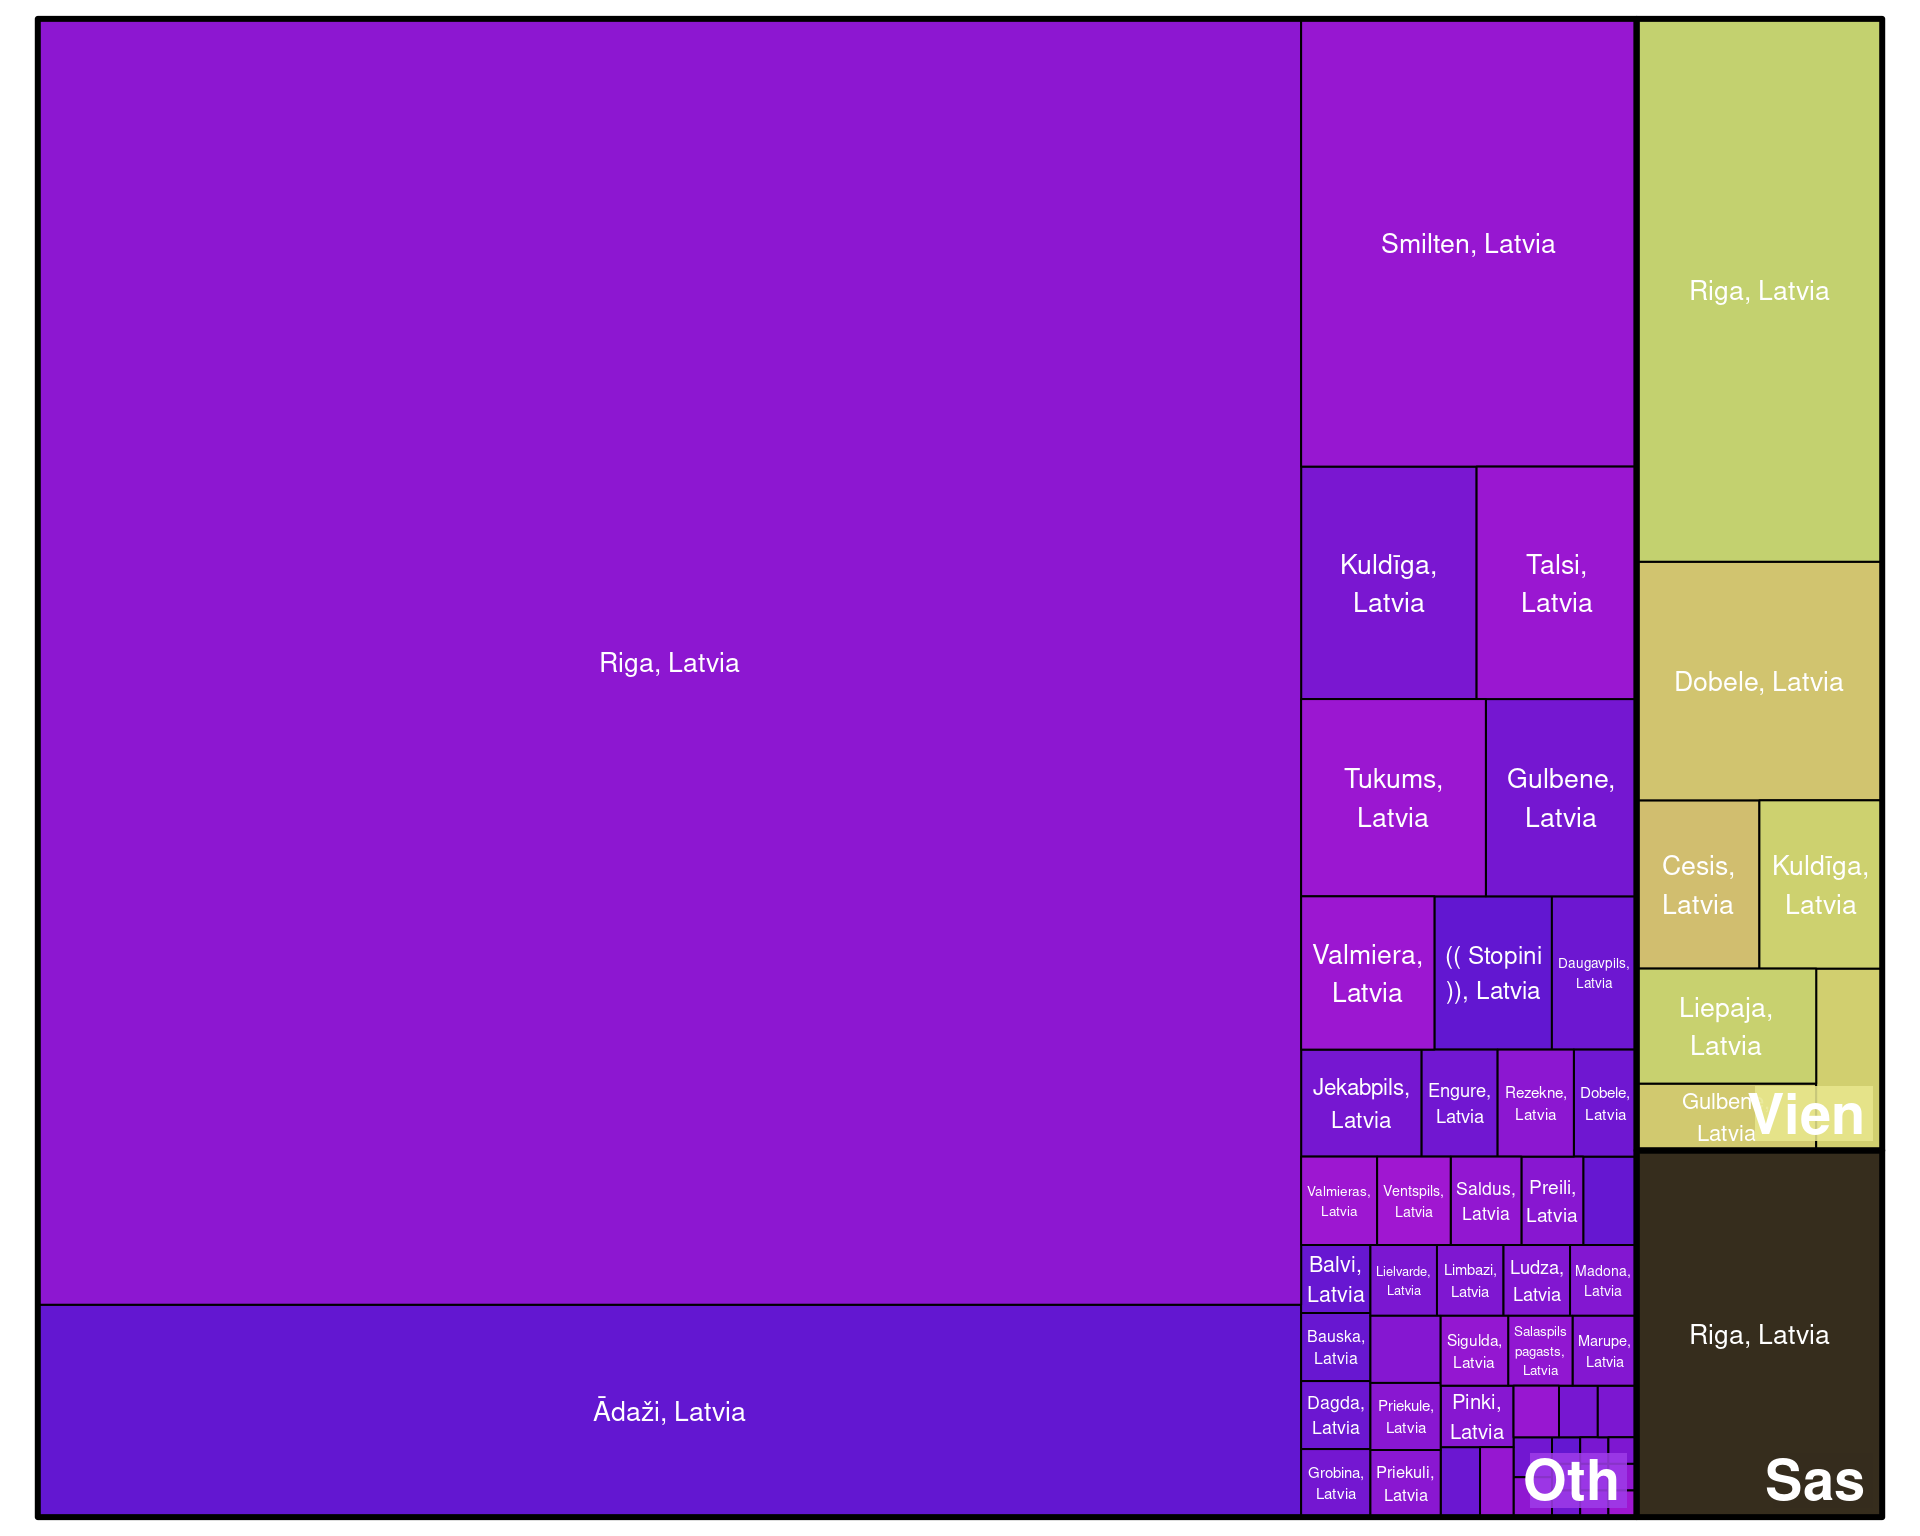 Riga, Latvia
Ādaži, Latvia
Smilten, Latvia
Kuldīga,
Latvia
Talsi,
Latvia
Tukums,
Latvia
Gulbene,
Latvia
Valmiera,
Latvia
(( Stopini
)), Latvia
Daugavpils,
Latvia
Jekabpils,
Latvia
Engure,
Latvia
Rezekne,
Latvia
Dobele,
Latvia
Valmieras,
Latvia
Ventspils,
Latvia
Saldus,
Latvia
Preili,
Latvia
Balvi,
Latvia
Lielvarde,
Latvia
Limbazi,
Latvia
Ludza,
Latvia
Madona,
Latvia
Bauska,
Latvia
Sigulda,
Latvia
Salaspils
pagasts,
Latvia
Marupe,
Latvia
Dagda,
Latvia
Priekule,
Latvia
Pinki,
Latvia
Grobina,
Latvia
Priekuli,
Latvia
Oth
Riga, Latvia
Dobele, Latvia
Cesis,
Latvia
Kuldīga,
Latvia
Liepaja,
Latvia
Gulben
Latvia
Vien
Riga, Latvia
Sas